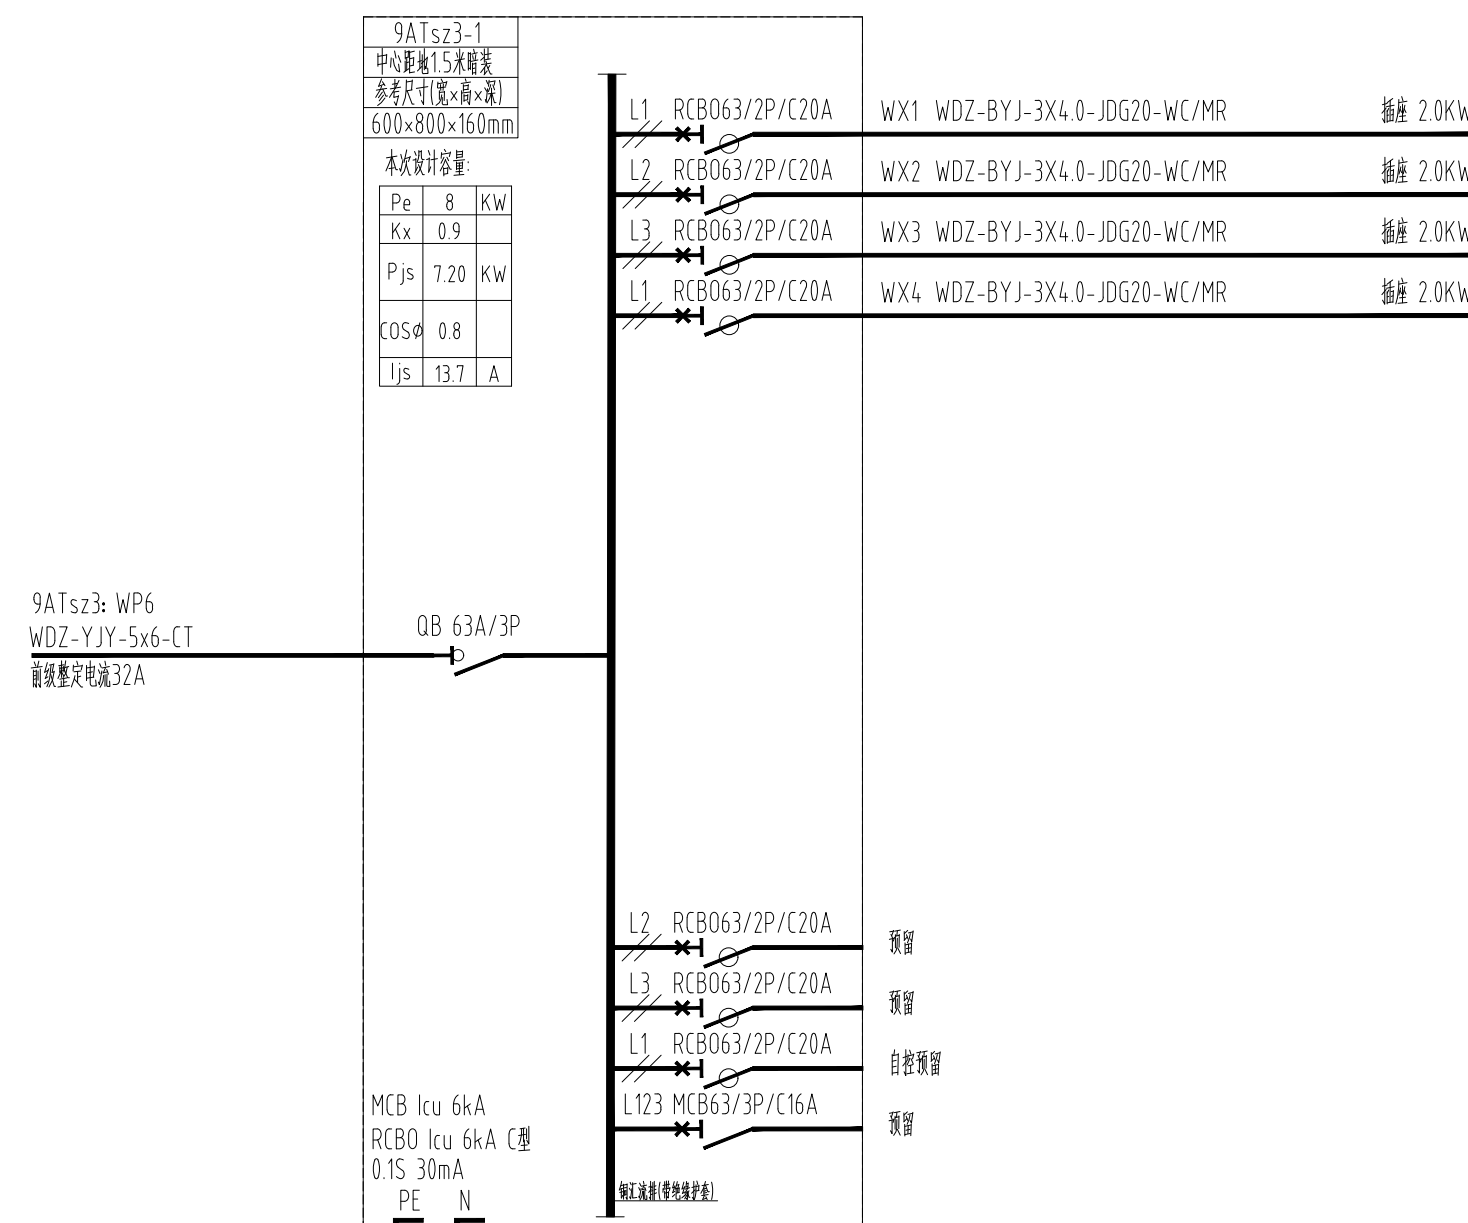 9ATsz3-1
中心距地1.5米暗装
参考尺寸(宽×高×深)
600×800×160mm
本次设计容量:
Pe 8 KW
Kx 0.9
Pjs 7.20 KW
COSφ 0.8
Ijs 13.7 A
L1 RCBO63/2P/C20A WX1 WDZ-BYJ-3X4.0-JDG20-WC/MR 插座 2.0KW
L2 RCBO63/2P/C20A WX2 WDZ-BYJ-3X4.0-JDG20-WC/MR 插座 2.0KW
L3 RCBO63/2P/C20A WX3 WDZ-BYJ-3X4.0-JDG20-WC/MR 插座 2.0KW
L1 RCBO63/2P/C20A WX4 WDZ-BYJ-3X4.0-JDG20-WC/MR 插座 2.0KW
9ATsz3: WP6
WDZ-YJY-5x6-CT
前级整定电流32A
QB 63A/3P
L2 RCBO63/2P/C20A 预留
L3 RCBO63/2P/C20A 预留
L1 RCBO63/2P/C20A 自控预留
L123 MCB63/3P/C16A 预留
MCB Icu 6kA
RCBO Icu 6kA C型
0.1S 30mA
PE N
铜汇流排(带绝缘护套)